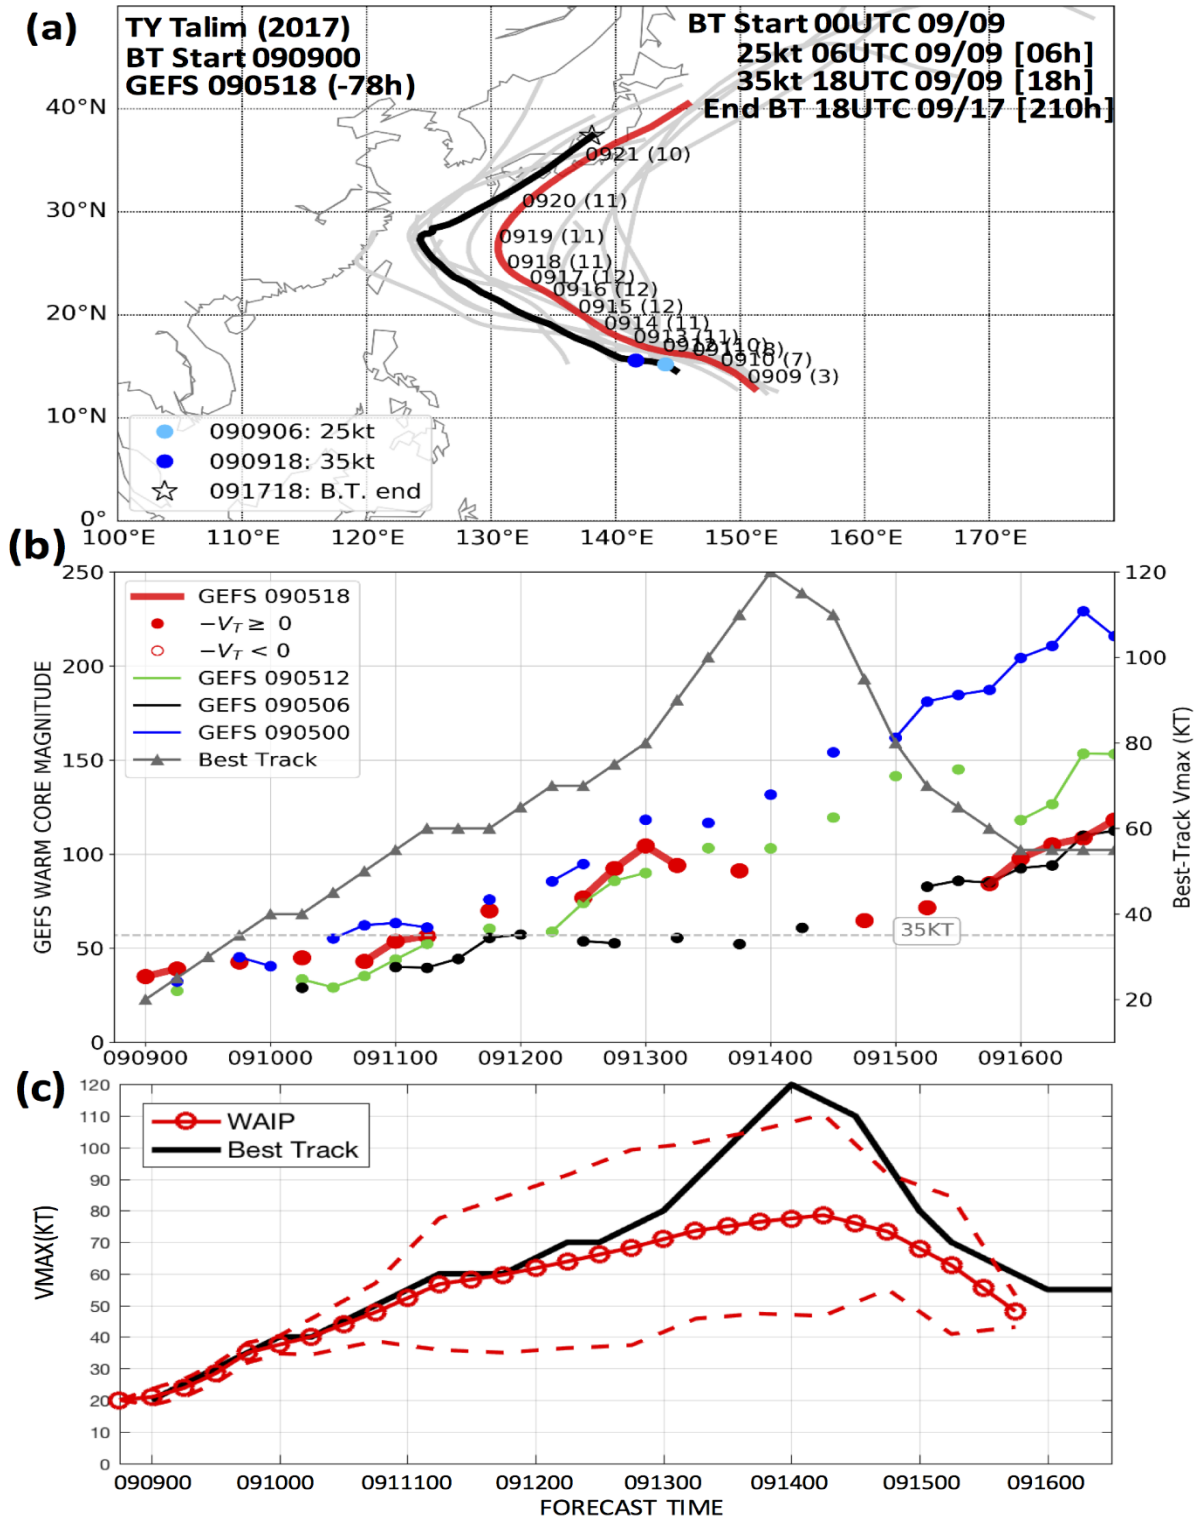 (a)
TY Talim (2017)
BT Start 090900
GEFS 090518 (-78h)
BT Start 00UTC 09/09
25kt 06UTC 09/09 [06h]
35kt 18UTC 09/09 [18h]
End BT 18UTC 09/17 [210h]
40°N
30°N
20°N
10°N
0°
0921 (10)
0920 (11)
0919 (11)
0918 (11)
0917 (12)
0916 (12)
0915 (12)
0914 (11)
0913 (11)
0912 (10)
0911 (8)
0910 (7)
0909 (3)
090906: 25kt
090918: 35kt
091718: B.T. end
100°E 110°E 120°E 130°E 140°E 150°E 160°E 170°E
(b)
GEFS WARM CORE MAGNITUDE
250
200
150
100
50
0
GEFS 090518
−V_T ≥ 0
−V_T < 0
GEFS 090512
GEFS 090506
GEFS 090500
Best Track
35KT
120
100
80
60
40
20
Best-Track Vmax (KT)
090900 091000 091100 091200 091300 091400 091500 091600
(c)
VMAX(KT)
120
110
100
90
80
70
60
50
40
30
20
10
0
WAIP
Best Track
090900 091000 091100 091200 091300 091400 091500 091600
FORECAST TIME